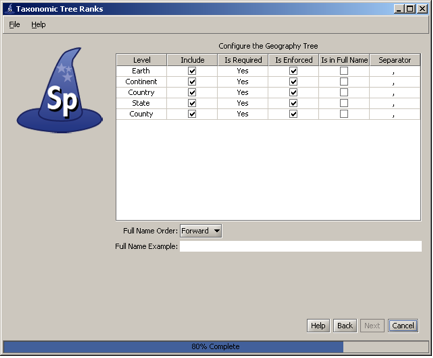 Taxonomic Tree Ranks
File Help
Configure the Geography Tree
Level Include Is Required Is Enforced Is in Full Name Separator
Earth Yes ,
Continent Yes ,
Country Yes ,
State Yes ,
County Yes ,
Sp
Full Name Order: Forward
Full Name Example:
Help Back Next Cancel
80% Complete